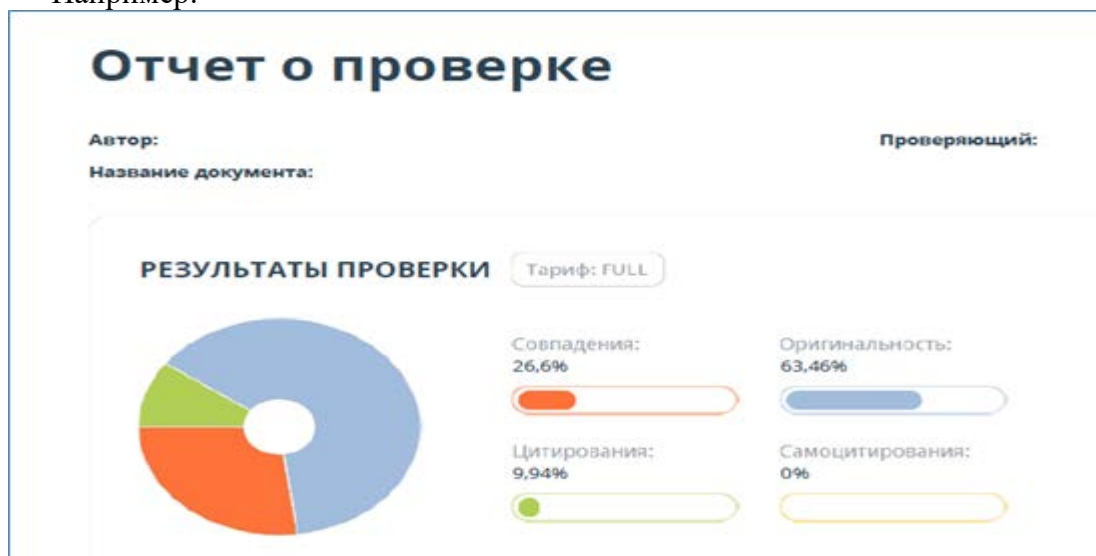 Например:
Отчет о проверке
Автор:
Проверяющий:
Название документа:
РЕЗУЛЬТАТЫ ПРОВЕРКИ
Тариф: FULL
Совпадения:
26,6%
Оригинальность:
63,46%
Цитирования:
9,94%
Самоцитирования:
0%